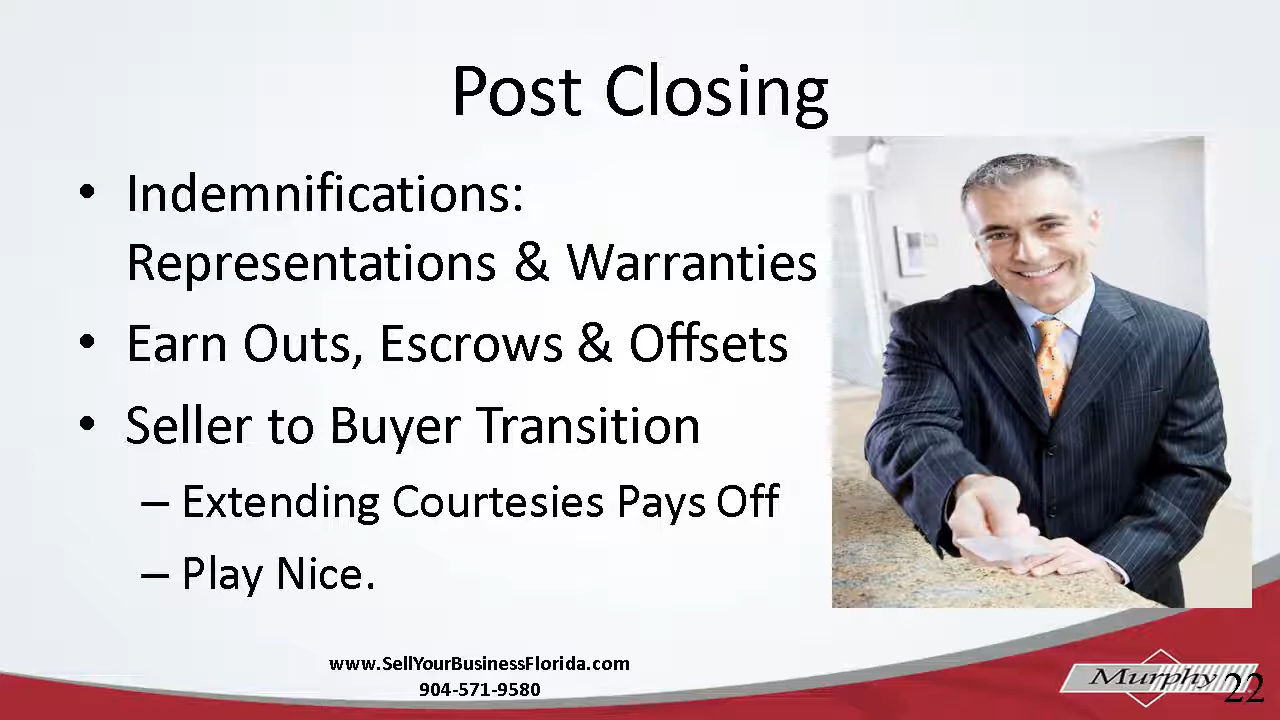 Post Closing
• Indemnifications:
Representations & Warranties
• Earn Outs, Escrows & Offsets
• Seller to Buyer Transition
– Extending Courtesies Pays Off
– Play Nice.
www.SellYourBusinessFlorida.com
904-571-9580
Murphy
22